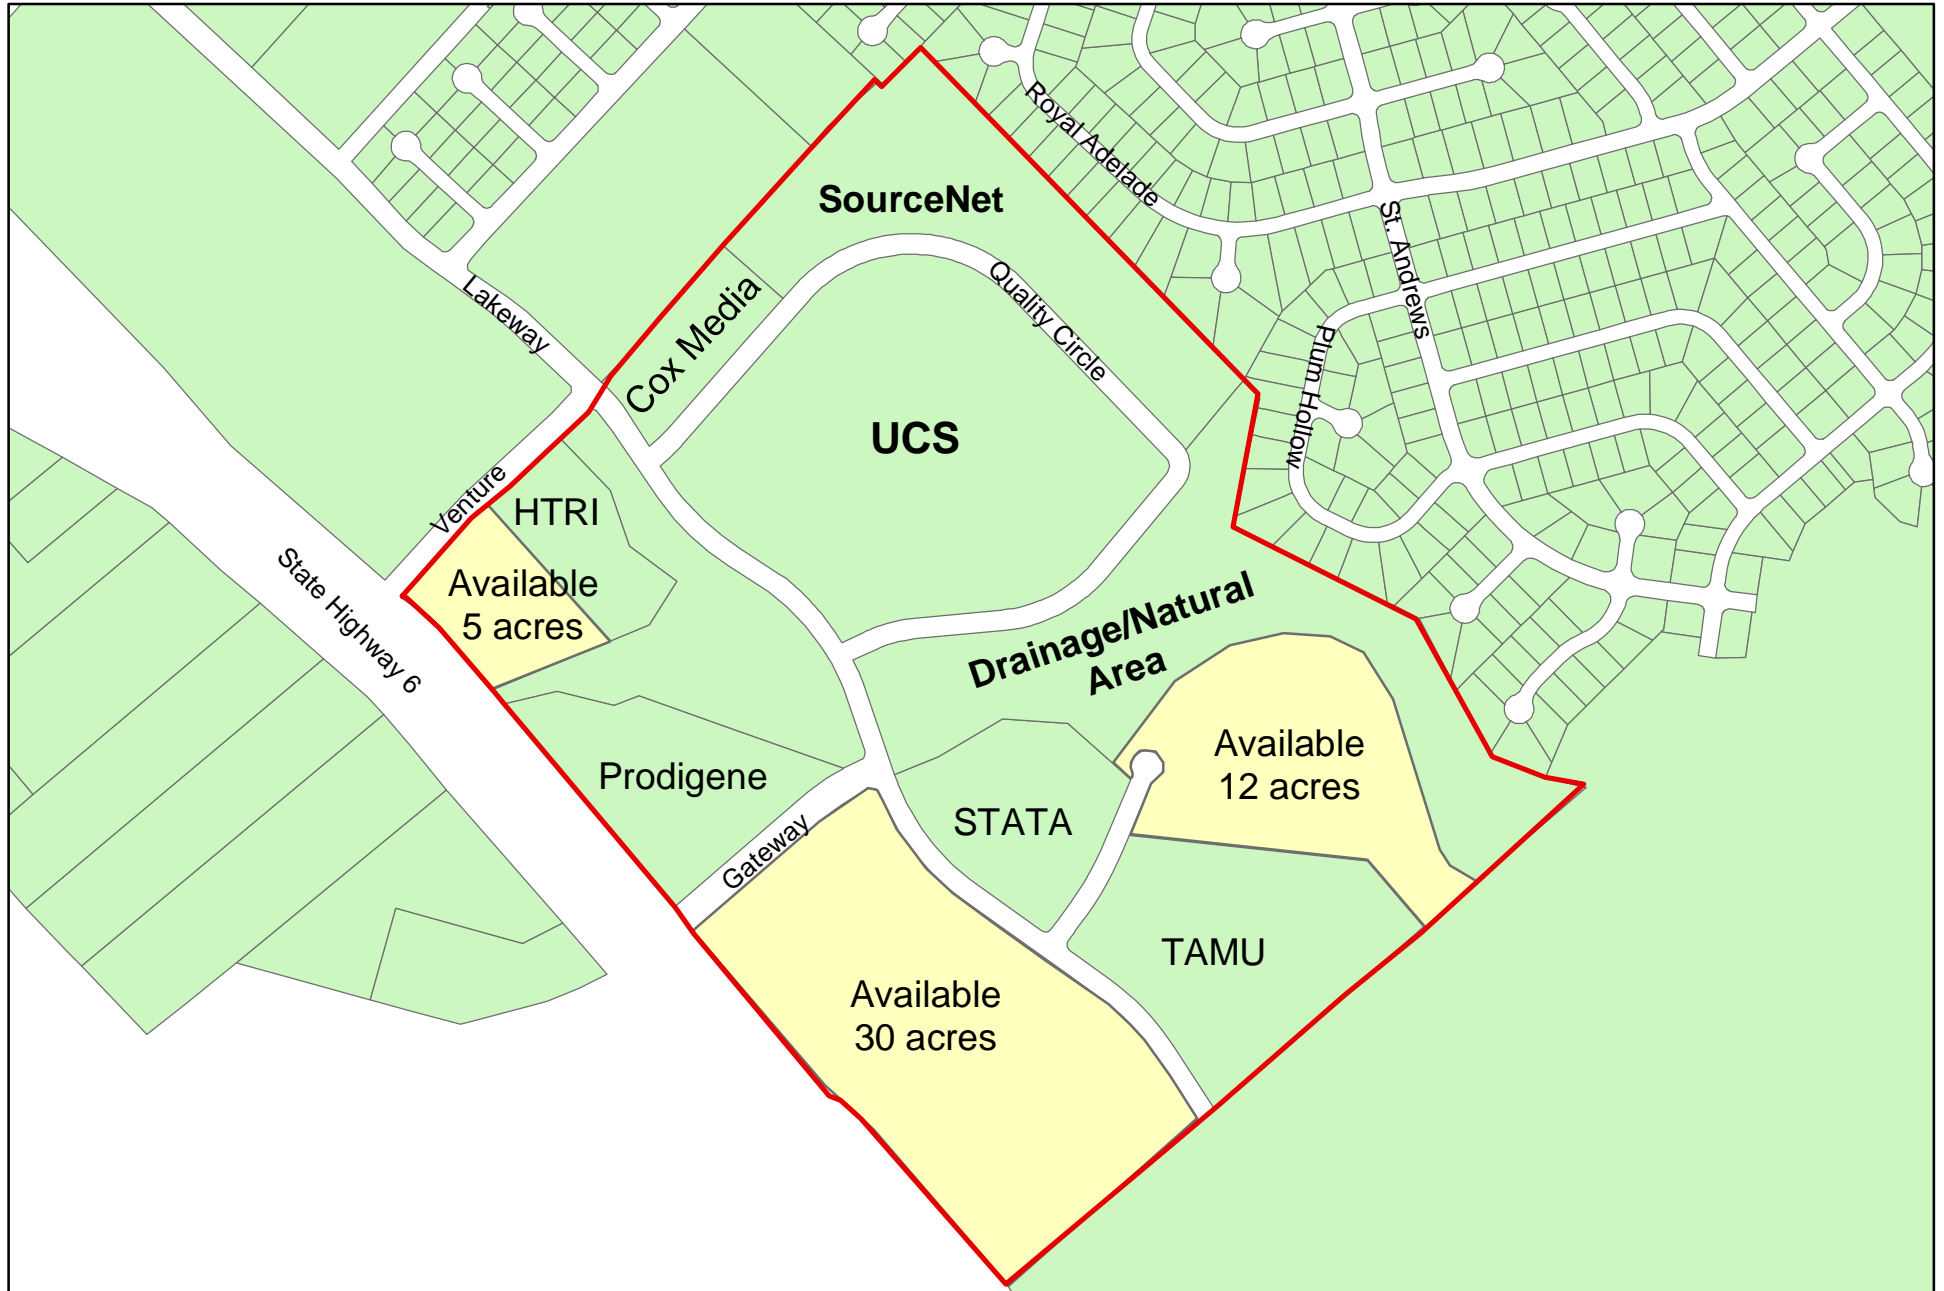 Royal Adelade
SourceNet
St. Andrews
Quality Circle
Lakeway
Cox Media
Plum Hollow
UCS
Venture
HTRI
State Highway 6
Available
5 acres
Drainage/Natural
Area
Available
12 acres
Prodigene
STATA
Gateway
TAMU
Available
30 acres